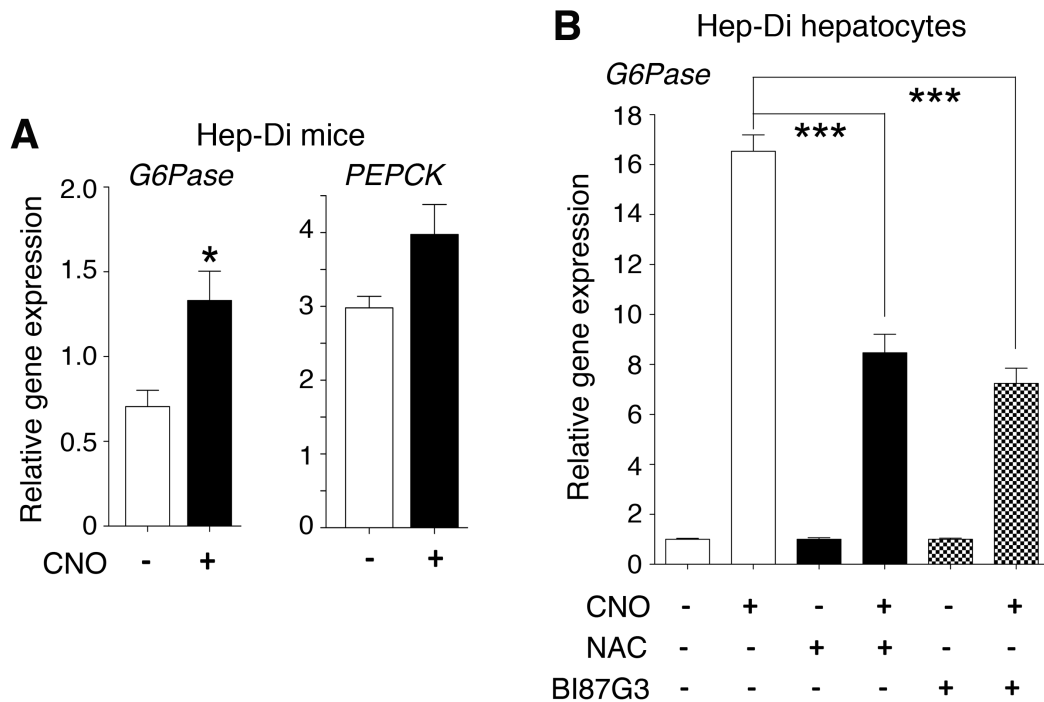 A
Hep-Di mice
G6Pase
Relative gene expression
2.0
1.5
1.0
0.5
0
*
CNO - +
PEPCK
4
3
2
1
0
- +
B
Hep-Di hepatocytes
G6Pase
Relative gene expression
18
16
14
12
10
8
6
4
2
0
***
***
CNO - + - + - +
NAC - - + + - -
BI87G3 - - - - + +